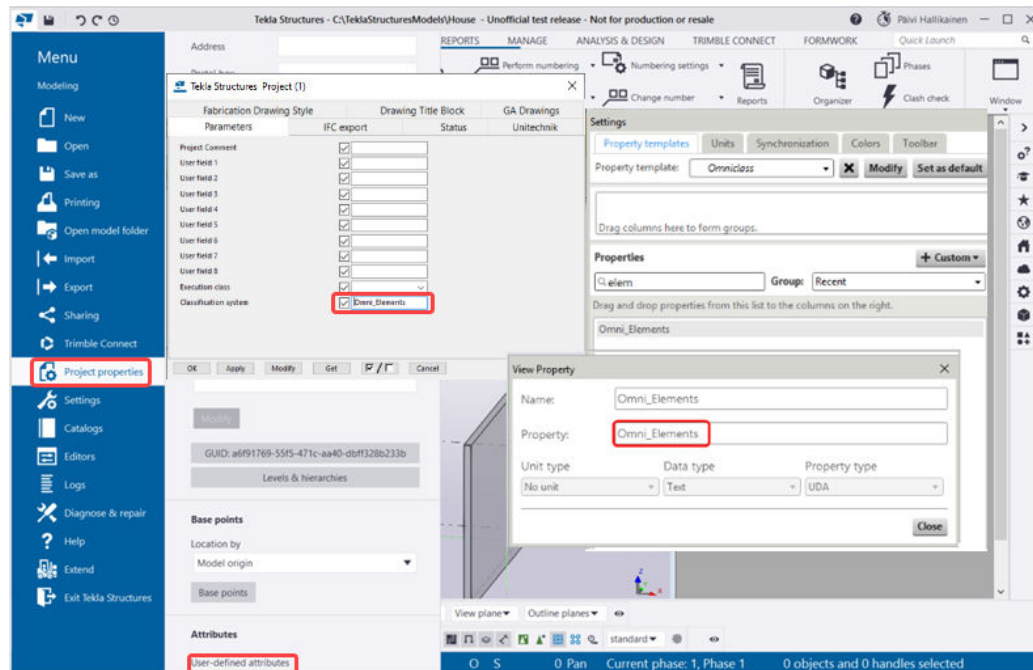 Tekla Structures - C:\TeklaStructuresModels\House - Unofficial test release - Not for production or resale
Päivi Hallikainen
Menu
Modeling
New
Open
Save as
Printing
Open model folder
Import
Export
Sharing
Trimble Connect
Project properties
Settings
Catalogs
Editors
Logs
Diagnose & repair
Help
Extend
Exit Tekla Structures
Address
REPORTS MANAGE ANALYSIS & DESIGN TRIMBLE CONNECT FORMWORK Quick Launch
Perform numbering Numbering settings Phases
Change number Reports Organizer Clash check Window
Tekla Structures Project (1)
Fabrication Drawing Style Drawing Title Block GA Drawings
Parameters IFC export Status Unitechnik
Project Comment
User field 1
User field 2
User field 3
User field 4
User field 5
User field 6
User field 7
User field 8
Execution class
Classification system Omni_Elements
OK Apply Modify Get Cancel
Modify
GUID: a6f91769-55f5-471c-aa40-dbff328b233b
Levels & hierarchies
Base points
Location by
Model origin
Base points
Attributes
User-defined attributes
Settings
Property templates Units Synchronization Colors Toolbar
Property template: Omniclass Modify Set as default
Drag columns here to form groups.
Properties + Custom
elem Group: Recent
Drag and drop properties from this list to the columns on the right.
Omni_Elements
View Property
Name: Omni_Elements
Property: Omni_Elements
Unit type Data type Property type
No unit Text UDA
Close
z
x
View plane Outline planes
standard
O S 0 Pan Current phase: 1, Phase 1 0 objects and 0 handles selected